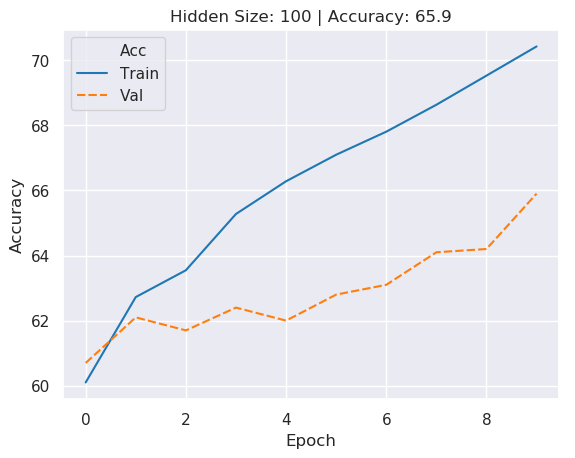 Hidden Size: 100 | Accuracy: 65.9
Acc
Train
Val
70
68
66
64
62
60
Accuracy
0 2 4 6 8
Epoch